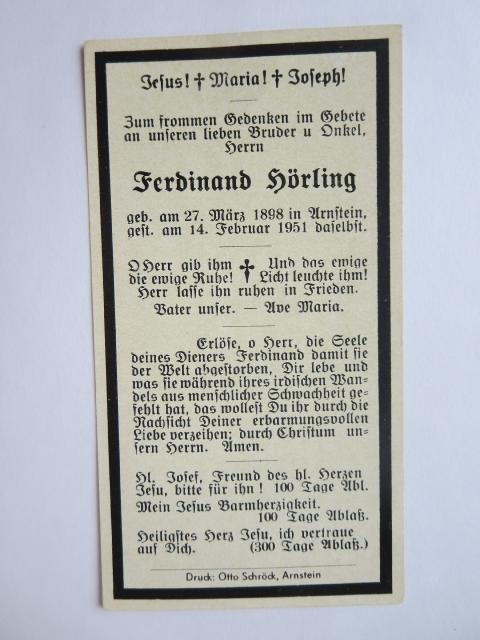 Jesus! † Maria! † Joseph!
Zum frommen Gedenken im Gebete
an unseren lieben Bruder u Onkel,
Herrn
Ferdinand Hörling
geb. am 27. März 1898 in Arnstein,
gest. am 14. Februar 1951 daselbst.
O Herr gib ihm † Und das ewige
die ewige Ruhe! Licht leuchte ihm!
Herr lasse ihn ruhen in Frieden.
Vater unser. — Ave Maria.
Erlöse, o Herr, die Seele
deines Dieners Ferdinand damit sie
der Welt abgestorben, Dir lebe und
was sie während ihres irdischen Wan-
dels aus menschlicher Schwachheit ge-
fehlt hat, das wollest Du ihr durch die
Nachsicht Deiner erbarmungsvollen
Liebe verzeihen; durch Christum un-
sern Herrn. Amen.
Hl. Josef, Freund des hl. Herzen
Jesu, bitte für ihn! 100 Tage Abl.
Mein Jesus Barmherzigkeit.
100 Tage Ablaß.
Heiligstes Herz Jesu, ich vertraue
auf Dich. (300 Tage Ablaß.)
Druck: Otto Schröck, Arnstein